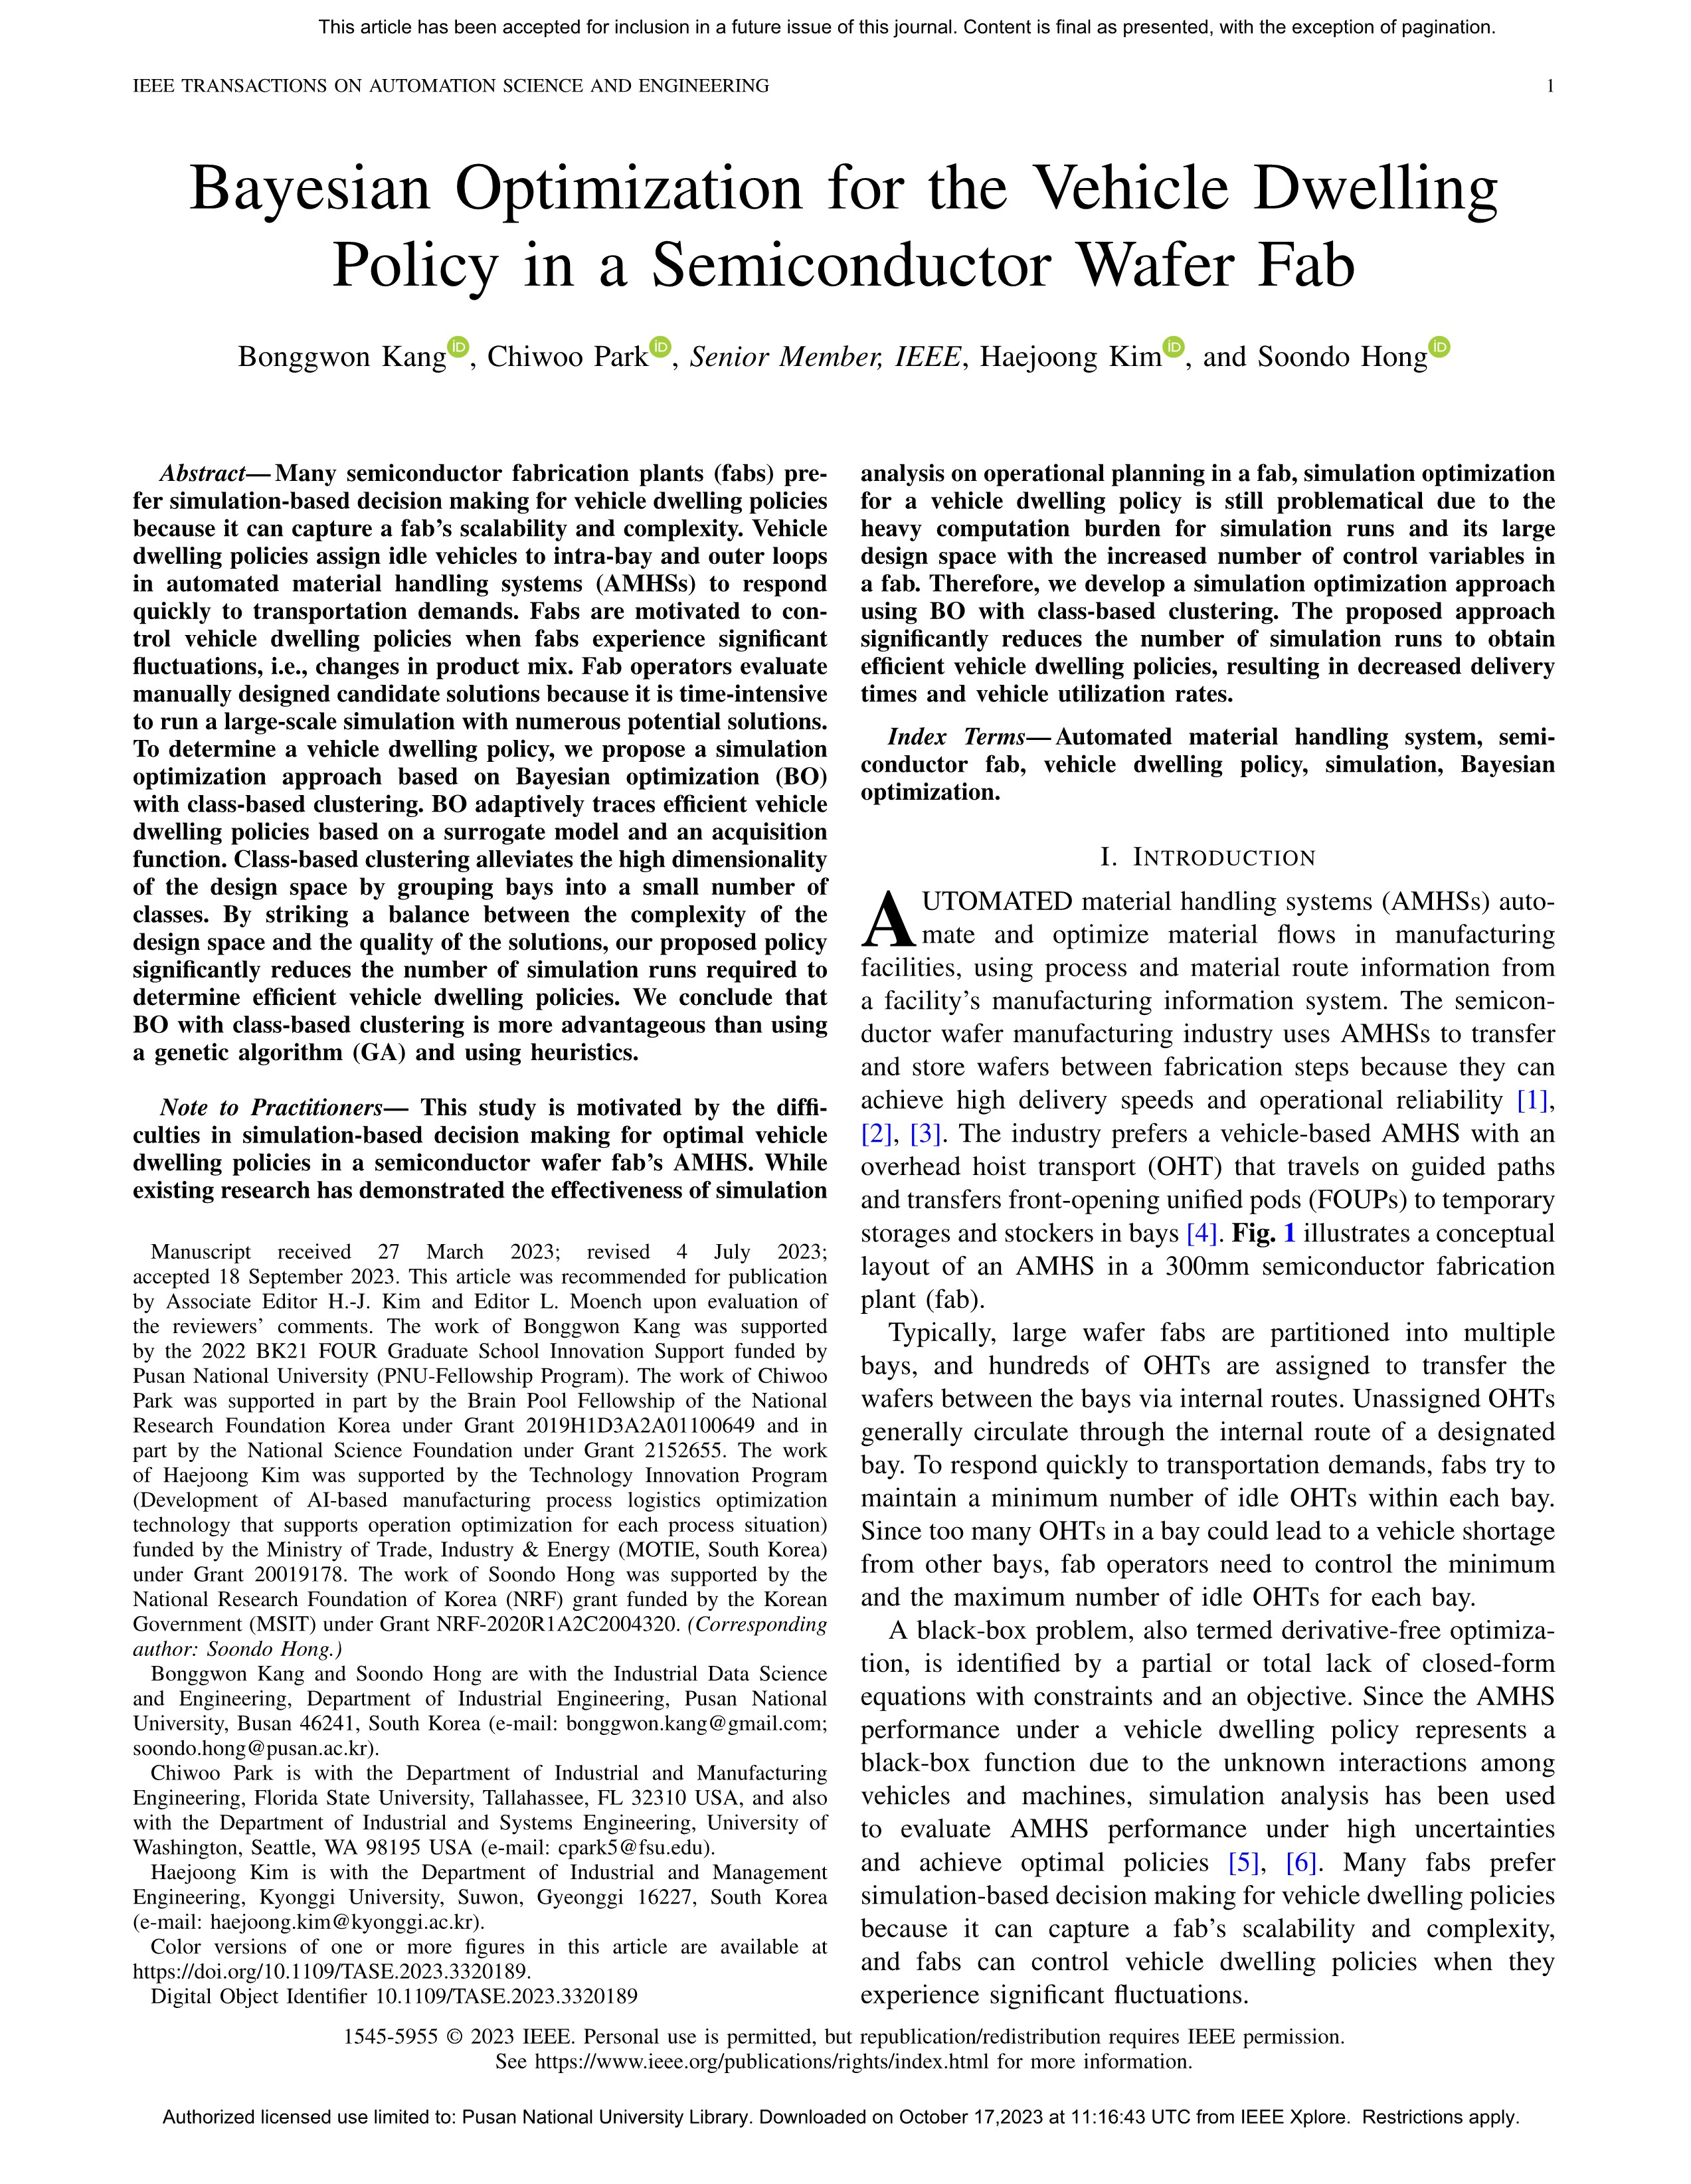 This article has been accepted for inclusion in a future issue of this journal. Content is final as presented, with the exception of pagination.
IEEE TRANSACTIONS ON AUTOMATION SCIENCE AND ENGINEERING 1
Bayesian Optimization for the Vehicle Dwelling
Policy in a Semiconductor Wafer Fab
Bonggwon Kang, Chiwoo Park, Senior Member, IEEE, Haejoong Kim, and Soondo Hong
Abstract—Many semiconductor fabrication plants (fabs) pre-
fer simulation-based decision making for vehicle dwelling policies
because it can capture a fab's scalability and complexity. Vehicle
dwelling policies assign idle vehicles to intra-bay and outer loops
in automated material handling systems (AMHSs) to respond
quickly to transportation demands. Fabs are motivated to con-
trol vehicle dwelling policies when fabs experience significant
fluctuations, i.e., changes in product mix. Fab operators evaluate
manually designed candidate solutions because it is time-intensive
to run a large-scale simulation with numerous potential solutions.
To determine a vehicle dwelling policy, we propose a simulation
optimization approach based on Bayesian optimization (BO)
with class-based clustering. BO adaptively traces efficient vehicle
dwelling policies based on a surrogate model and an acquisition
function. Class-based clustering alleviates the high dimensionality
of the design space by grouping bays into a small number of
classes. By striking a balance between the complexity of the
design space and the quality of the solutions, our proposed policy
significantly reduces the number of simulation runs required to
determine efficient vehicle dwelling policies. We conclude that
BO with class-based clustering is more advantageous than using
a genetic algorithm (GA) and using heuristics.
Note to Practitioners— This study is motivated by the diffi-
culties in simulation-based decision making for optimal vehicle
dwelling policies in a semiconductor wafer fab's AMHS. While
existing research has demonstrated the effectiveness of simulation
Manuscript received 27 March 2023; revised 4 July 2023;
accepted 18 September 2023. This article was recommended for publication
by Associate Editor H.-J. Kim and Editor L. Moench upon evaluation of
the reviewers' comments. The work of Bonggwon Kang was supported
by the 2022 BK21 FOUR Graduate School Innovation Support funded by
Pusan National University (PNU-Fellowship Program). The work of Chiwoo
Park was supported in part by the Brain Pool Fellowship of the National
Research Foundation Korea under Grant 2019H1D3A2A01100649 and in
part by the National Science Foundation under Grant 2152655. The work
of Haejoong Kim was supported by the Technology Innovation Program
(Development of AI-based manufacturing process logistics optimization
technology that supports operation optimization for each process situation)
funded by the Ministry of Trade, Industry & Energy (MOTIE, South Korea)
under Grant 20019178. The work of Soondo Hong was supported by the
National Research Foundation of Korea (NRF) grant funded by the Korean
Government (MSIT) under Grant NRF-2020R1A2C2004320. (Corresponding
author: Soondo Hong.)
Bonggwon Kang and Soondo Hong are with the Industrial Data Science
and Engineering, Department of Industrial Engineering, Pusan National
University, Busan 46241, South Korea (e-mail: bonggwon.kang@gmail.com;
soondo.hong@pusan.ac.kr).
Chiwoo Park is with the Department of Industrial and Manufacturing
Engineering, Florida State University, Tallahassee, FL 32310 USA, and also
with the Department of Industrial and Systems Engineering, University of
Washington, Seattle, WA 98195 USA (e-mail: cpark5@fsu.edu).
Haejoong Kim is with the Department of Industrial and Management
Engineering, Kyonggi University, Suwon, Gyeonggi 16227, South Korea
(e-mail: haejoong.kim@kyonggi.ac.kr).
Color versions of one or more figures in this article are available at
https://doi.org/10.1109/TASE.2023.3320189.
Digital Object Identifier 10.1109/TASE.2023.3320189
analysis on operational planning in a fab, simulation optimization
for a vehicle dwelling policy is still problematical due to the
heavy computation burden for simulation runs and its large
design space with the increased number of control variables in
a fab. Therefore, we develop a simulation optimization approach
using BO with class-based clustering. The proposed approach
significantly reduces the number of simulation runs to obtain
efficient vehicle dwelling policies, resulting in decreased delivery
times and vehicle utilization rates.
Index Terms—Automated material handling system, semi-
conductor fab, vehicle dwelling policy, simulation, Bayesian
optimization.
I. INTRODUCTION
AUTOMATED material handling systems (AMHSs) auto-
mate and optimize material flows in manufacturing
facilities, using process and material route information from
a facility's manufacturing information system. The semicon-
ductor wafer manufacturing industry uses AMHSs to transfer
and store wafers between fabrication steps because they can
achieve high delivery speeds and operational reliability [1],
[2], [3]. The industry prefers a vehicle-based AMHS with an
overhead hoist transport (OHT) that travels on guided paths
and transfers front-opening unified pods (FOUPs) to temporary
storages and stockers in bays [4]. Fig. 1 illustrates a conceptual
layout of an AMHS in a 300mm semiconductor fabrication
plant (fab).
Typically, large wafer fabs are partitioned into multiple
bays, and hundreds of OHTs are assigned to transfer the
wafers between the bays via internal routes. Unassigned OHTs
generally circulate through the internal route of a designated
bay. To respond quickly to transportation demands, fabs try to
maintain a minimum number of idle OHTs within each bay.
Since too many OHTs in a bay could lead to a vehicle shortage
from other bays, fab operators need to control the minimum
and the maximum number of idle OHTs for each bay.
A black-box problem, also termed derivative-free optimiza-
tion, is identified by a partial or total lack of closed-form
equations with constraints and an objective. Since the AMHS
performance under a vehicle dwelling policy represents a
black-box function due to the unknown interactions among
vehicles and machines, simulation analysis has been used
to evaluate AMHS performance under high uncertainties
and achieve optimal policies [5], [6]. Many fabs prefer
simulation-based decision making for vehicle dwelling policies
because it can capture a fab's scalability and complexity,
and fabs can control vehicle dwelling policies when they
experience significant fluctuations.
1545-5955 © 2023 IEEE. Personal use is permitted, but republication/redistribution requires IEEE permission.
See https://www.ieee.org/publications/rights/index.html for more information.
Authorized licensed use limited to: Pusan National University Library. Downloaded on October 17,2023 at 11:16:43 UTC from IEEE Xplore. Restrictions apply.